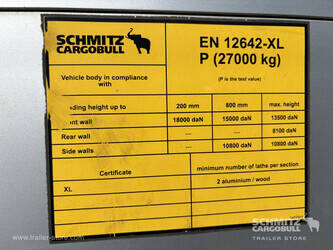 SCHMITZ
CARGOBULL
EN 12642-XL
P (27000 kg)
(P is the test value)
Vehicle body in compliance
with
ding height up to 200 mm 800 mm max. height
nt wall 18000 daN 15000 daN 13500 daN
Rear wall --- --- 8100 daN
Side walls --- 10800 daN 10800 daN
Certificate minimum number of laths per section
XL 2 aluminium / wood
SCHMITZ
CARGOBULL
TRAILER STORE
www.trailer-store.com